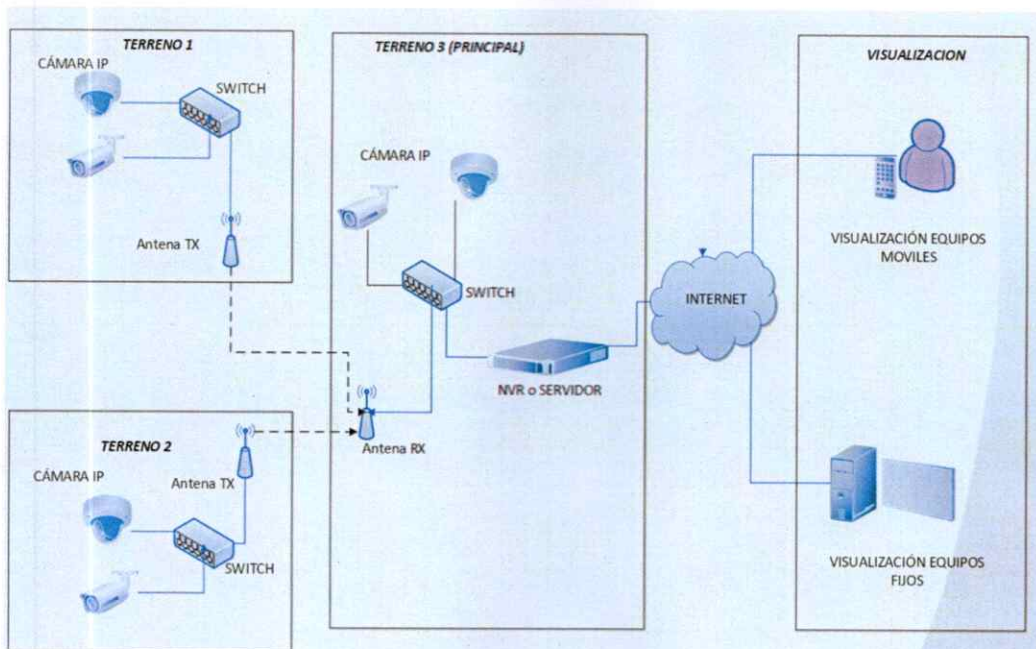 TERRENO 1
CÁMARA IP
SWITCH
Antena TX
TERRENO 2
CÁMARA IP
Antena TX
SWITCH
TERRENO 3 (PRINCIPAL)
CÁMARA IP
SWITCH
NVR o SERVIDOR
Antena RX
INTERNET
VISUALIZACION
VISUALIZACIÓN EQUIPOS
MOVILES
VISUALIZACIÓN EQUIPOS
FIJOS